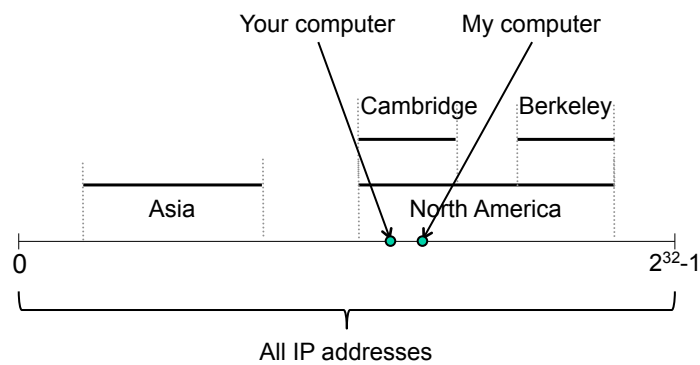 Your computer My computer
Cambridge Berkeley
Asia North America
0 2³²-1
All IP addresses